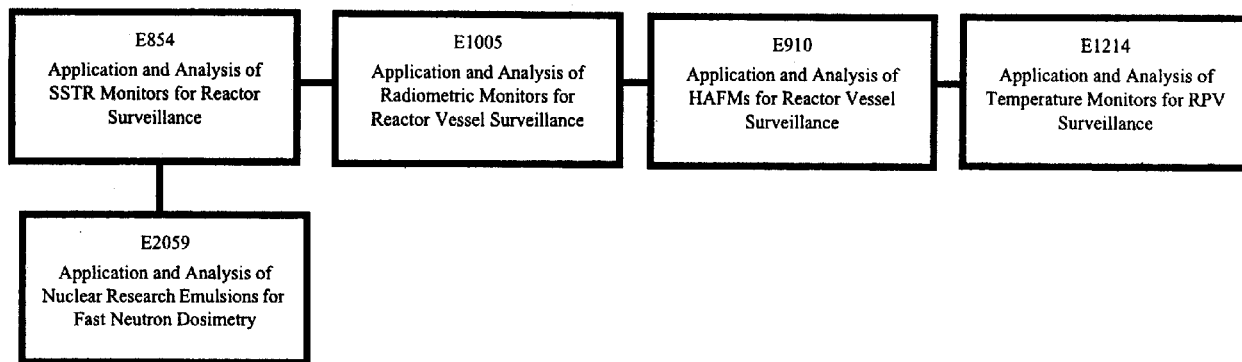 E854
Application and Analysis of
SSTR Monitors for Reactor
Surveillance
E1005
Application and Analysis of
Radiometric Monitors for
Reactor Vessel Surveillance
E910
Application and Analysis of
HAFMs for Reactor Vessel
Surveillance
E1214
Application and Analysis of
Temperature Monitors for RPV
Surveillance
E2059
Application and Analysis of
Nuclear Research Emulsions for
Fast Neutron Dosimetry